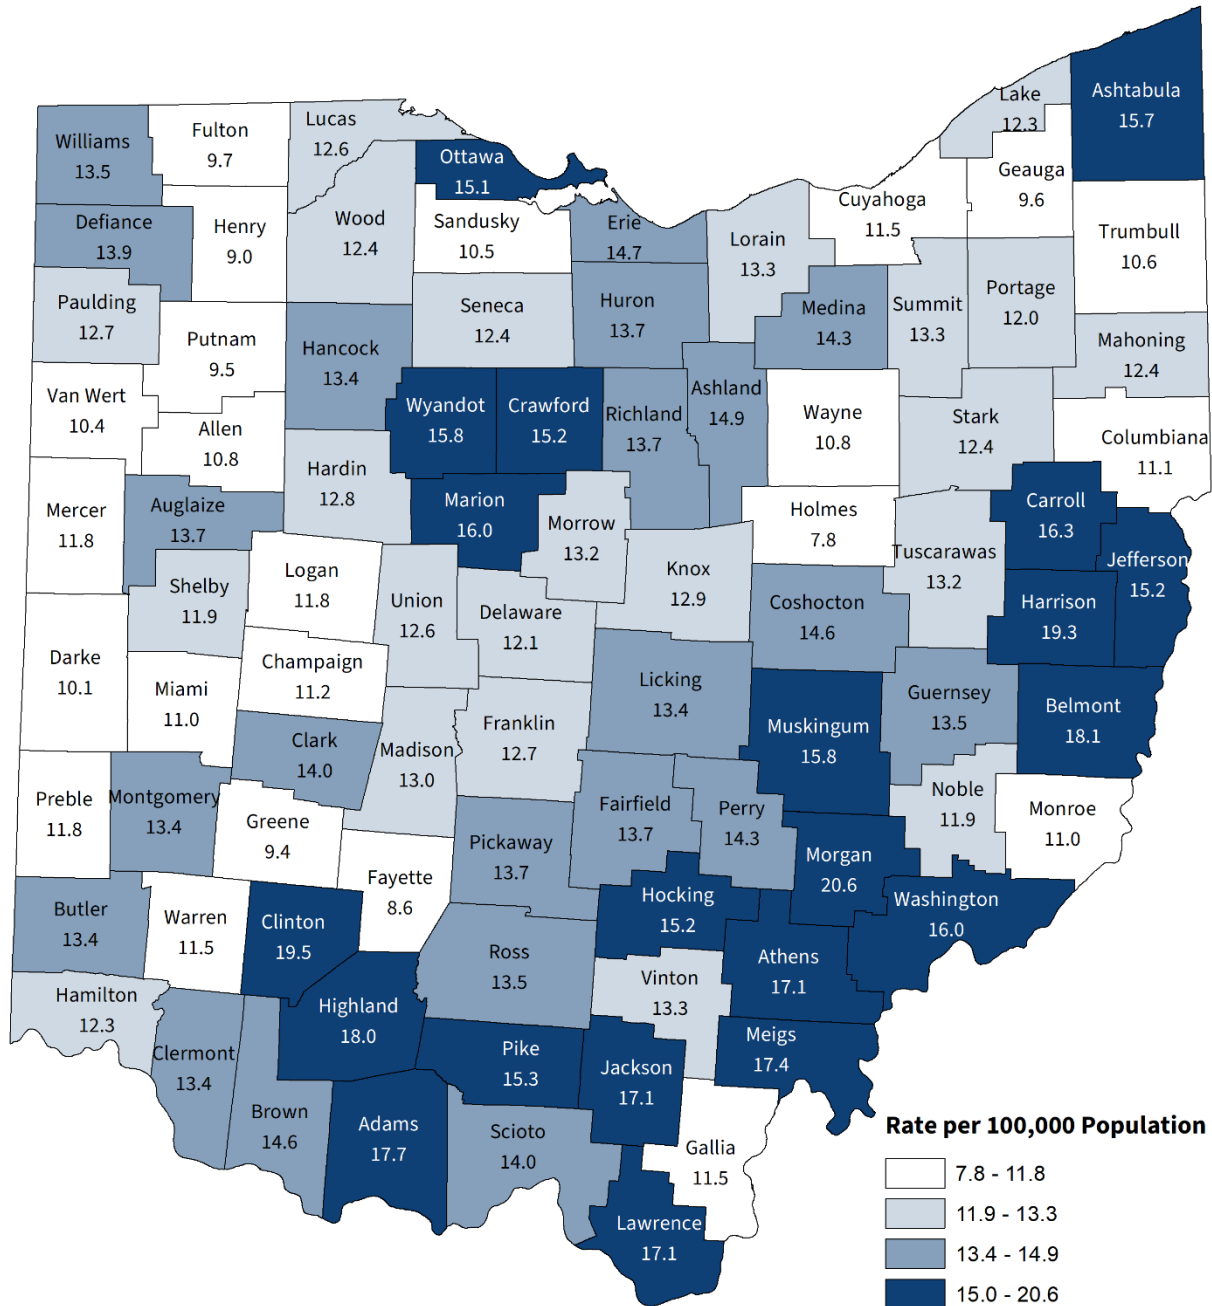 Ashtabula
15.7
Lake
12.3
Williams
13.5
Fulton
9.7
Lucas
12.6
Ottawa
15.1
Geauga
9.6
Cuyahoga
11.5
Defiance
13.9
Henry
9.0
Wood
12.4
Sandusky
10.5
Erie
14.7
Lorain
13.3
Trumbull
10.6
Paulding
12.7
Seneca
12.4
Huron
13.7
Medina
14.3
Summit
13.3
Portage
12.0
Putnam
9.5
Hancock
13.4
Mahoning
12.4
Van Wert
10.4
Allen
10.8
Wyandot
15.8
Crawford
15.2
Richland
13.7
Ashland
14.9
Wayne
10.8
Stark
12.4
Columbiana
11.1
Mercer
11.8
Auglaize
13.7
Hardin
12.8
Marion
16.0
Morrow
13.2
Holmes
7.8
Carroll
16.3
Tuscarawas
13.2
Jefferson
15.2
Shelby
11.9
Logan
11.8
Union
12.6
Delaware
12.1
Knox
12.9
Coshocton
14.6
Harrison
19.3
Darke
10.1
Miami
11.0
Champaign
11.2
Licking
13.4
Guernsey
13.5
Belmont
18.1
Franklin
12.7
Muskingum
15.8
Clark
14.0
Madison
13.0
Preble
11.8
Montgomery
13.4
Greene
9.4
Fairfield
13.7
Perry
14.3
Noble
11.9
Monroe
11.0
Pickaway
13.7
Morgan
20.6
Fayette
8.6
Hocking
15.2
Washington
16.0
Butler
13.4
Warren
11.5
Clinton
19.5
Ross
13.5
Athens
17.1
Vinton
13.3
Hamilton
12.3
Highland
18.0
Meigs
17.4
Clermont
13.4
Pike
15.3
Jackson
17.1
Brown
14.6
Adams
17.7
Scioto
14.0
Gallia
11.5
Lawrence
17.1
Rate per 100,000 Population
7.8 - 11.8
11.9 - 13.3
13.4 - 14.9
15.0 - 20.6